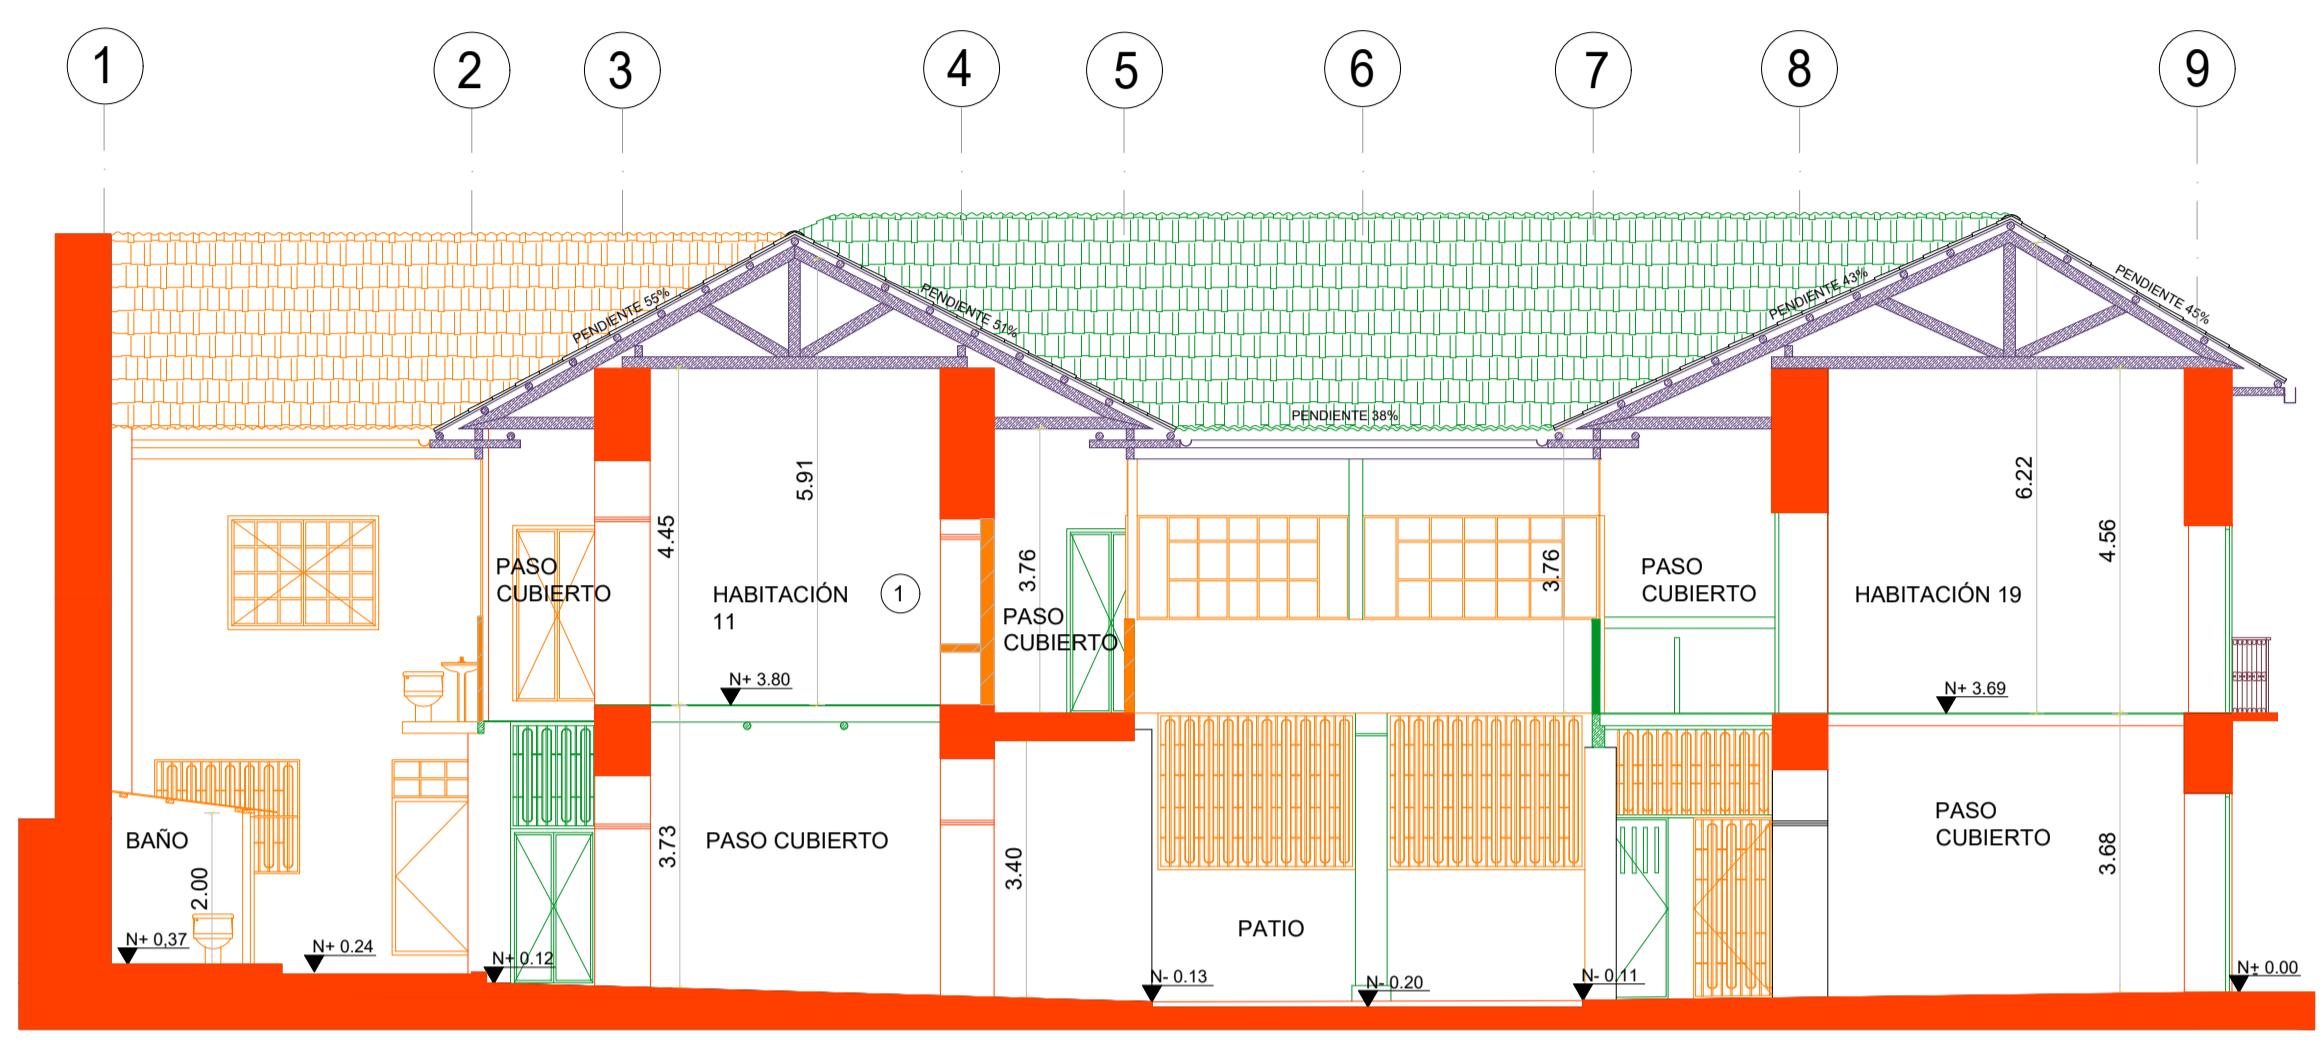 1 2 3 4 5 6 7 8 9
PENDIENTE 55%
PENDIENTE 51%
PENDIENTE 43%
PENDIENTE 45%
PENDIENTE 38%
5.91
6.22
4.45
4.56
3.76
3.76
PASO
CUBIERTO
HABITACIÓN
11
1
PASO
CUBIERTO
PASO
CUBIERTO
HABITACIÓN 19
N+ 3.80
N+ 3.69
BAÑO
2.00
PASO CUBIERTO
3.73
3.40
PASO
CUBIERTO
3.68
PATIO
N+ 0,37
N+ 0.24
N+ 0.12
N- 0.13
N- 0.20
N- 0.11
N+ 0.00